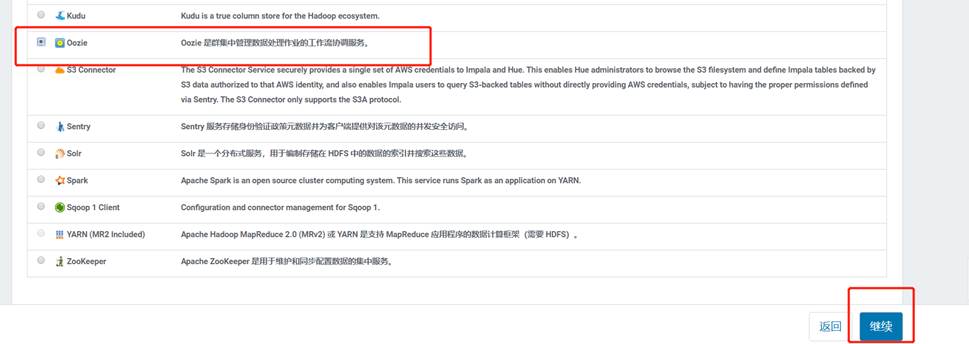 Kudu Kudu is a true column store for the Hadoop ecosystem.
Oozie Oozie 是群集中管理数据处理作业的工作流协调服务。
S3 Connector The S3 Connector Service securely provides a single set of AWS credentials to Impala and Hue. This enables Hue administrators to browse the S3 filesystem and define Impala tables backed by
S3 data authorized to that AWS identity, and also enables Impala users to query S3-backed tables without directly providing AWS credentials, subject to having the proper permissions defined
via Sentry. The S3 Connector only supports the S3A protocol.
Sentry Sentry 服务存储身份验证政策元数据并为客户端提供对该元数据的并发安全访问。
Solr Solr 是一个分布式服务，用于编制存储在 HDFS 中的数据的索引并搜索这些数据。
Spark Apache Spark is an open source cluster computing system. This service runs Spark as an application on YARN.
Sqoop 1 Client Configuration and connector management for Sqoop 1.
YARN (MR2 Included) Apache Hadoop MapReduce 2.0 (MRv2) 或 YARN 是支持 MapReduce 应用程序的数据计算框架（需要 HDFS）。
ZooKeeper Apache ZooKeeper 是用于维护和同步配置数据的集中服务。
返回 继续